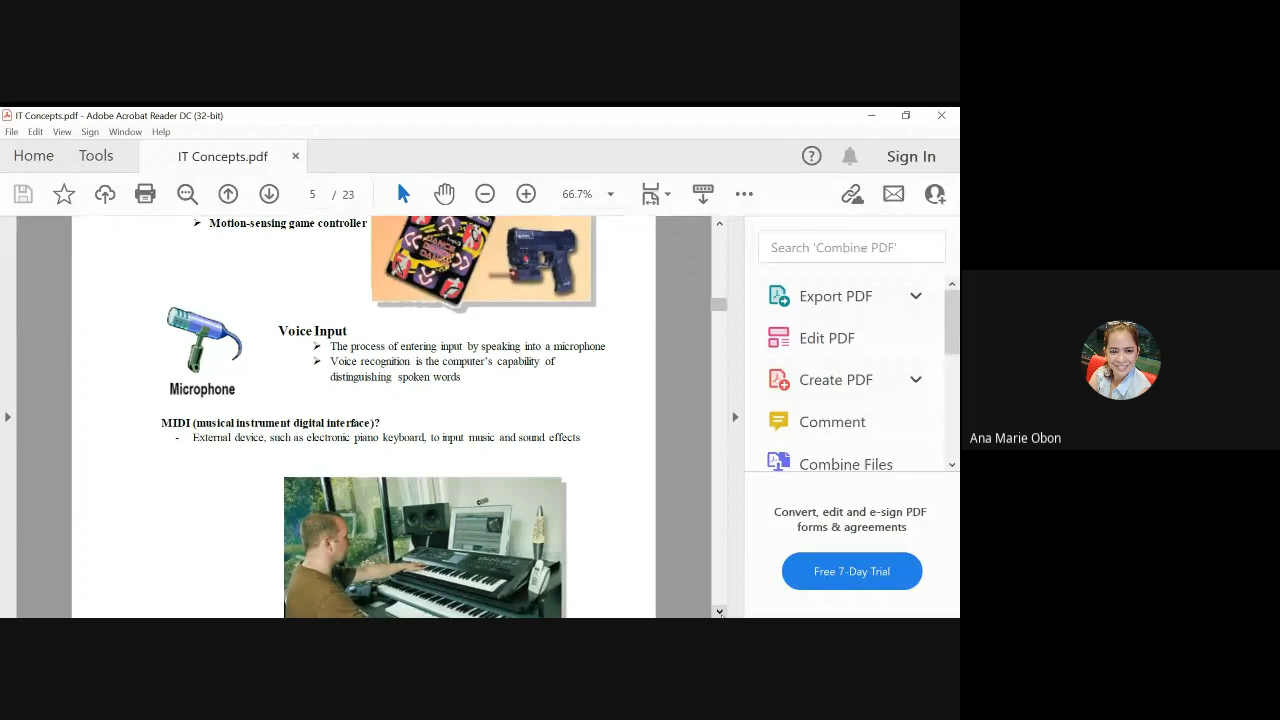 IT Concepts.pdf - Adobe Acrobat Reader DC (32-bit)
File Edit View Sign Window Help
Home Tools IT Concepts.pdf × Sign In
5 / 23 66.7%
➢ Motion-sensing game controller
Voice Input
➢ The process of entering input by speaking into a microphone
➢ Voice recognition is the computer's capability of
distinguishing spoken words
Microphone
MIDI (musical instrument digital interface)?
- External device, such as electronic piano keyboard, to input music and sound effects
Search 'Combine PDF'
Export PDF
Edit PDF
Create PDF
Comment
Combine Files
Convert, edit and e-sign PDF
forms & agreements
Free 7-Day Trial
Ana Marie Obon